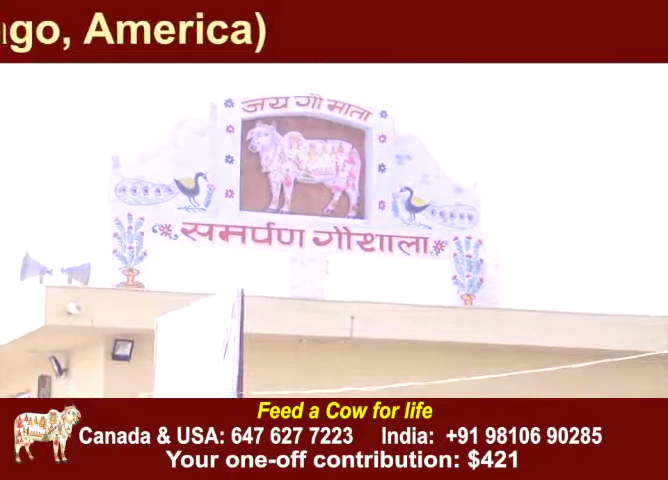 go, America)
जय गौ माता
समर्पण गौशाला
Feed a Cow for life
Canada & USA: 647 627 7223 India: +91 98106 90285
Your one-off contribution: $421